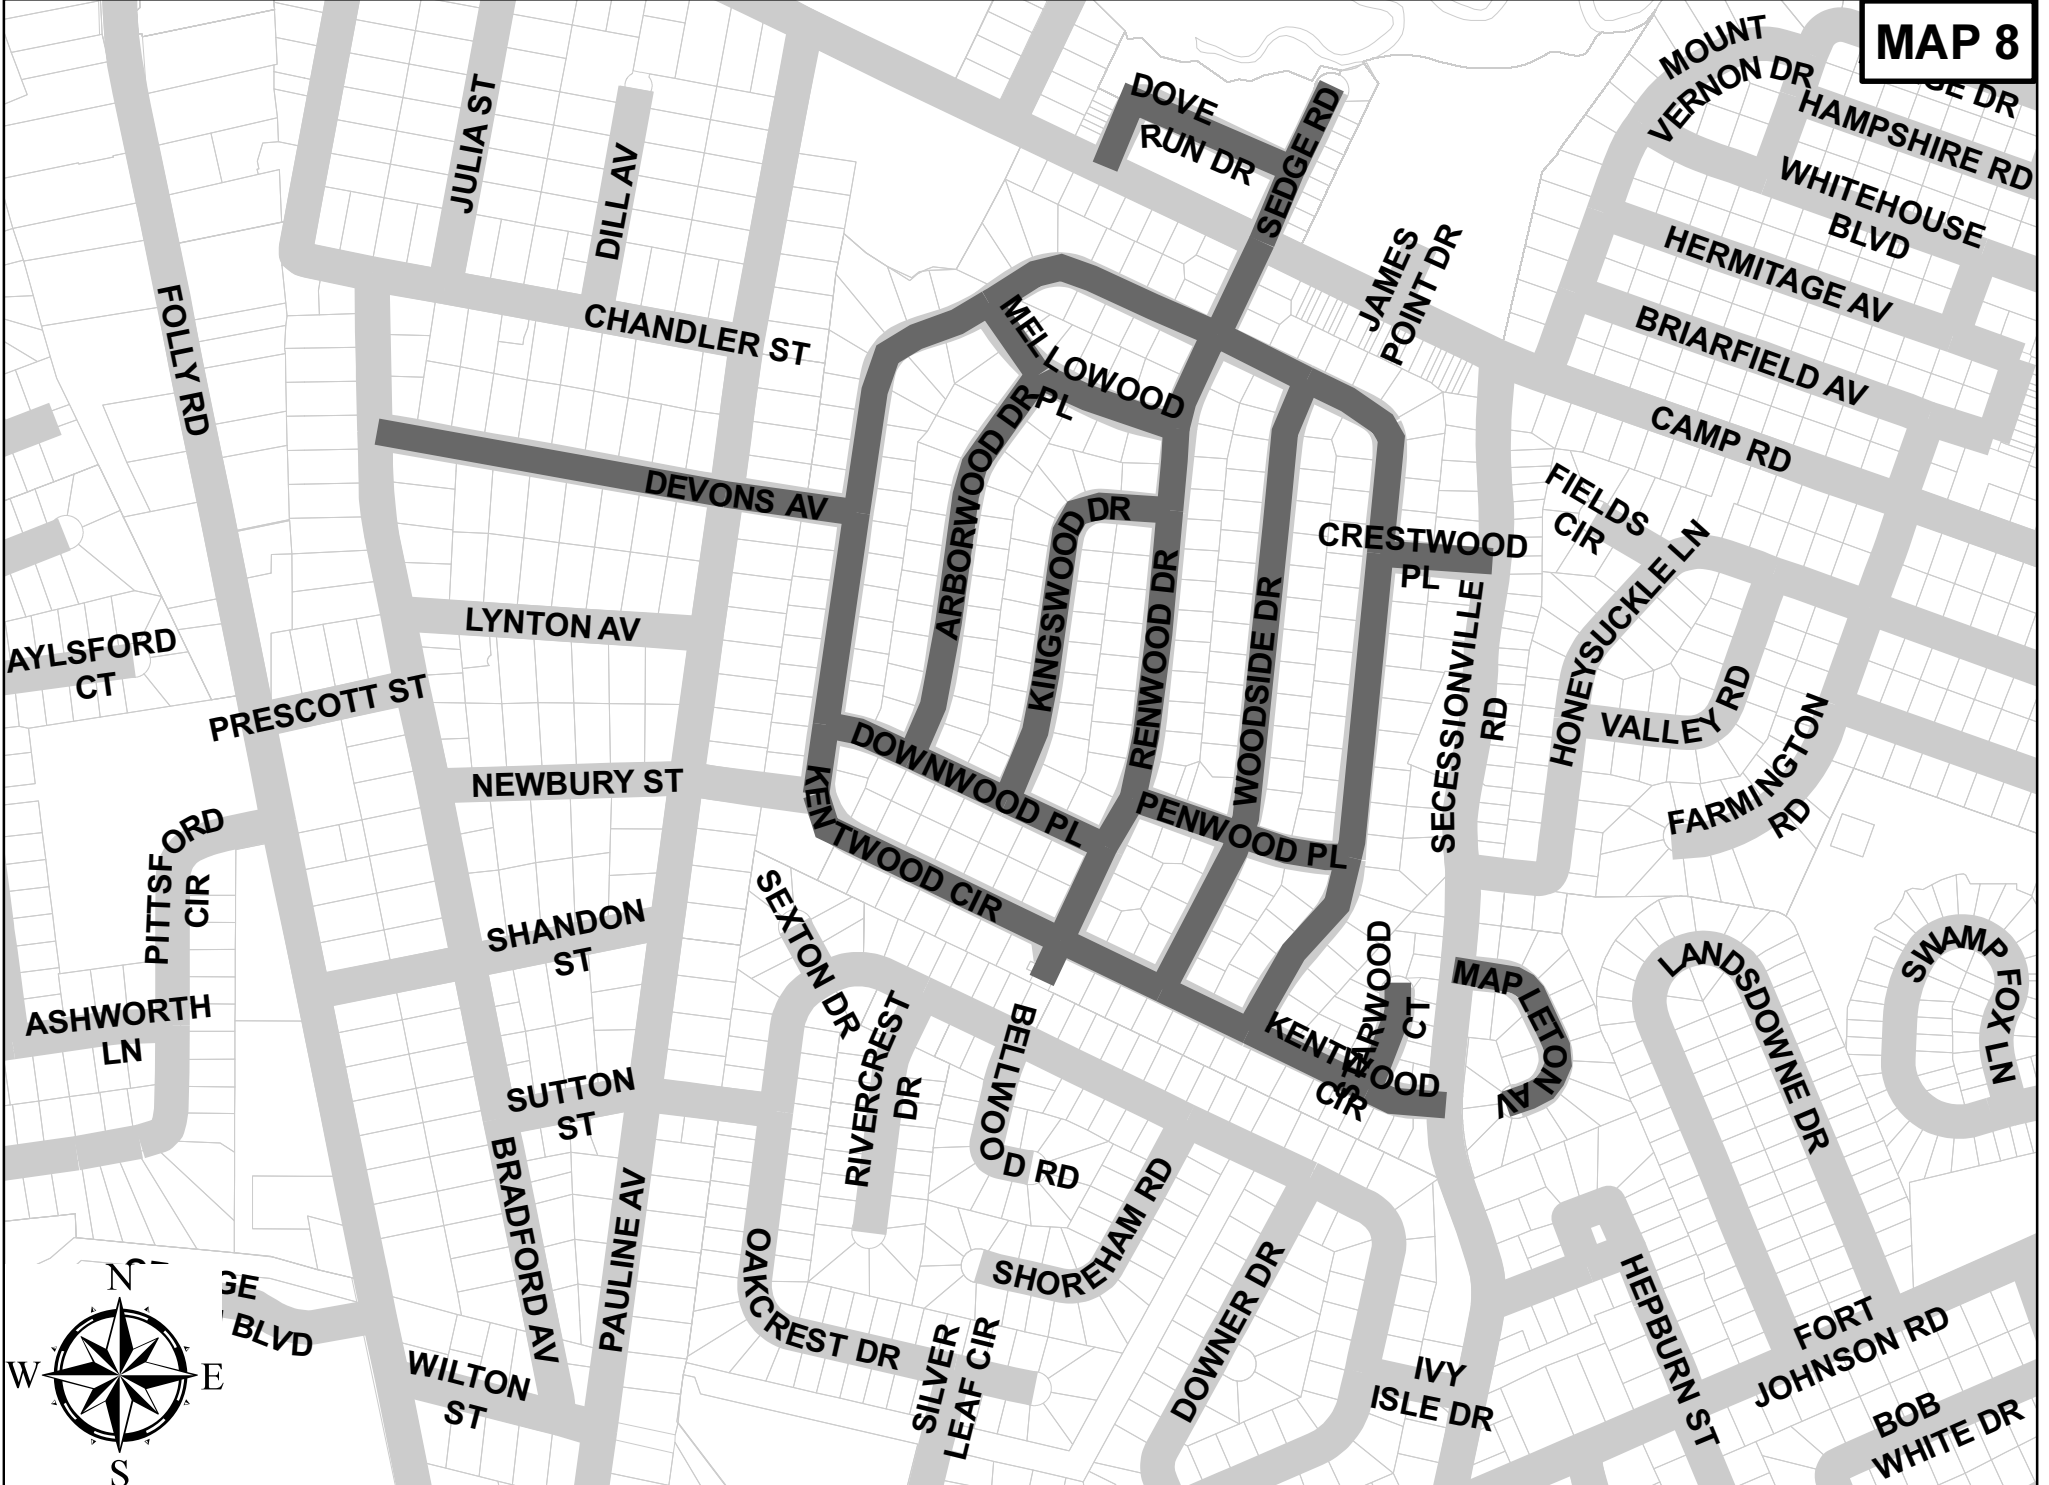 MAP 8
MOUNT
VERNON DR
GE DR
HAMPSHIRE RD
WHITEHOUSE
BLVD
HERMITAGE AV
BRIARFIELD AV
CAMP RD
DOVE
RUN DR
SEDGE RD
JAMES
POINT DR
JULIA ST
DILL AV
FOLLY RD
CHANDLER ST
MELLOWOOD
PL
DEVONS AV
ARBORWOOD DR
KINGSWOOD DR
RENWOOD DR
WOODSIDE DR
CRESTWOOD
PL
FIELDS
CIR
HONEYSUCKLE LN
SECESSIONVILLE
RD
VALLEY RD
FARMINGTON
RD
LYNTON AV
AYLSFORD
CT
PRESCOTT ST
NEWBURY ST
DOWNWOOD PL
PENWOOD PL
KENTWOOD CIR
PITTSFORD
CIR
SHANDON
ST
SEXTON DR
ASHWORTH
LN
SUTTON
ST
RIVERCREST
DR
BELLWOOD RD
STARWOOD
CT
KENTWOOD
CIR
MAPLETON AV
LANDSDOWNE DR
SWAMP FOX LN
BRADFORD AV
PAULINE AV
OAKCREST DR
SHOREHAM RD
SILVER
LEAF CIR
DOWNER DR
IVY
ISLE DR
HEPBURN ST
FORT
JOHNSON RD
BOB
WHITE DR
WILTON
ST
GE
BLVD
N
W
E
S